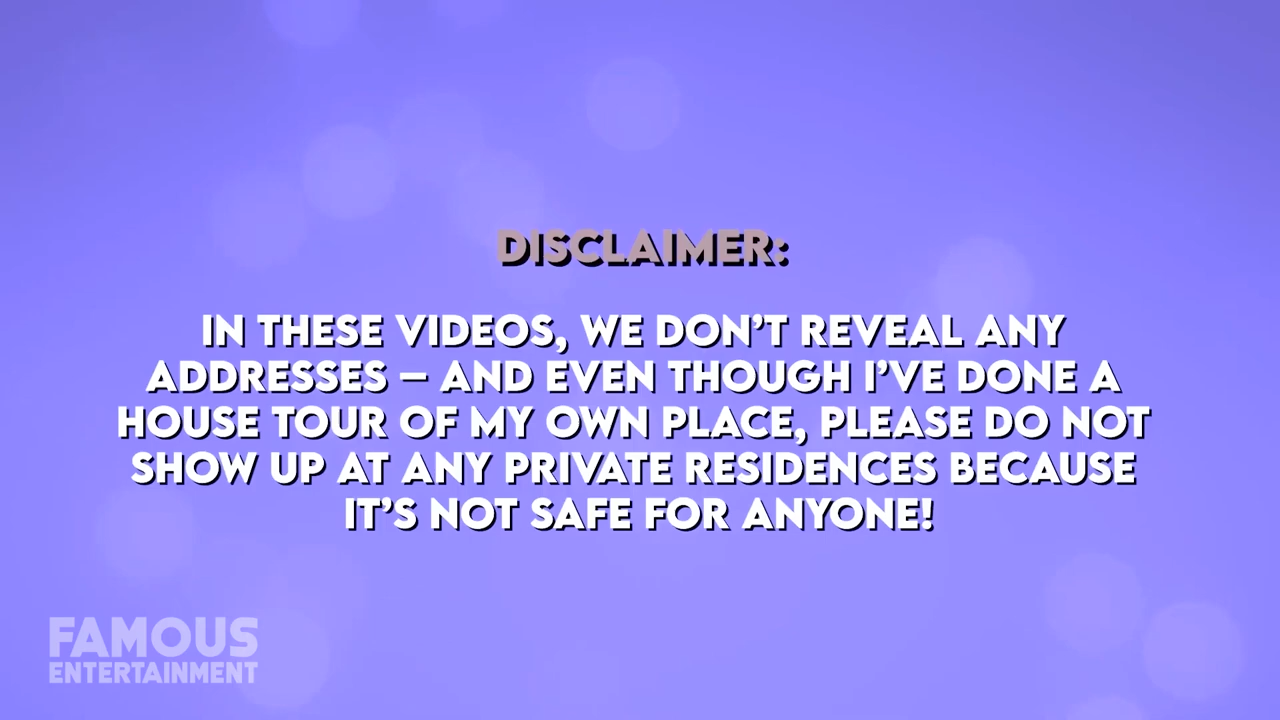 DISCLAIMER:
IN THESE VIDEOS, WE DON'T REVEAL ANY
ADDRESSES – AND EVEN THOUGH I'VE DONE A
HOUSE TOUR OF MY OWN PLACE, PLEASE DO NOT
SHOW UP AT ANY PRIVATE RESIDENCES BECAUSE
IT'S NOT SAFE FOR ANYONE!
FAMOUS
ENTERTAINMENT